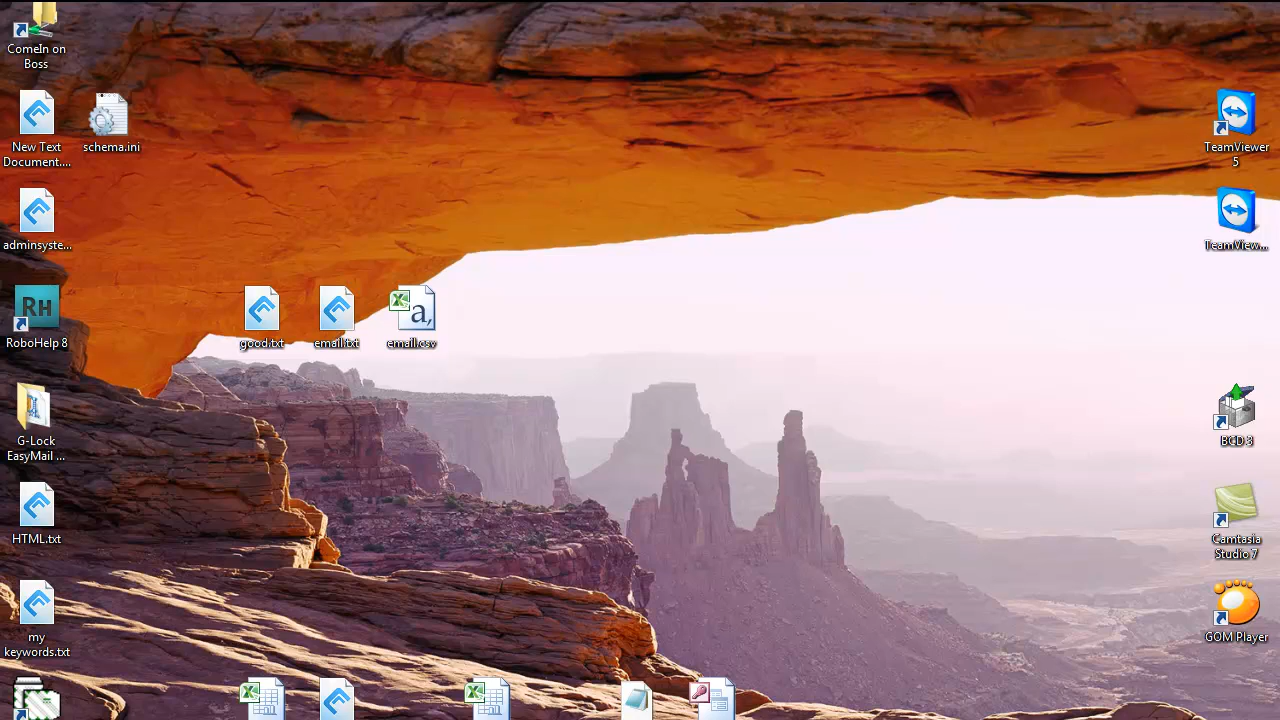 ComeIn on
Boss
New Text
Document....
schema.ini
TeamViewer
5
adminsyste...
TeamView...
Rh
RoboHelp 8
good.txt
email.txt
a,
email.csv
G-Lock
EasyMail ...
BCD 3
HTML.txt
Camtasia
Studio 7
my
keywords.txt
GOM Player